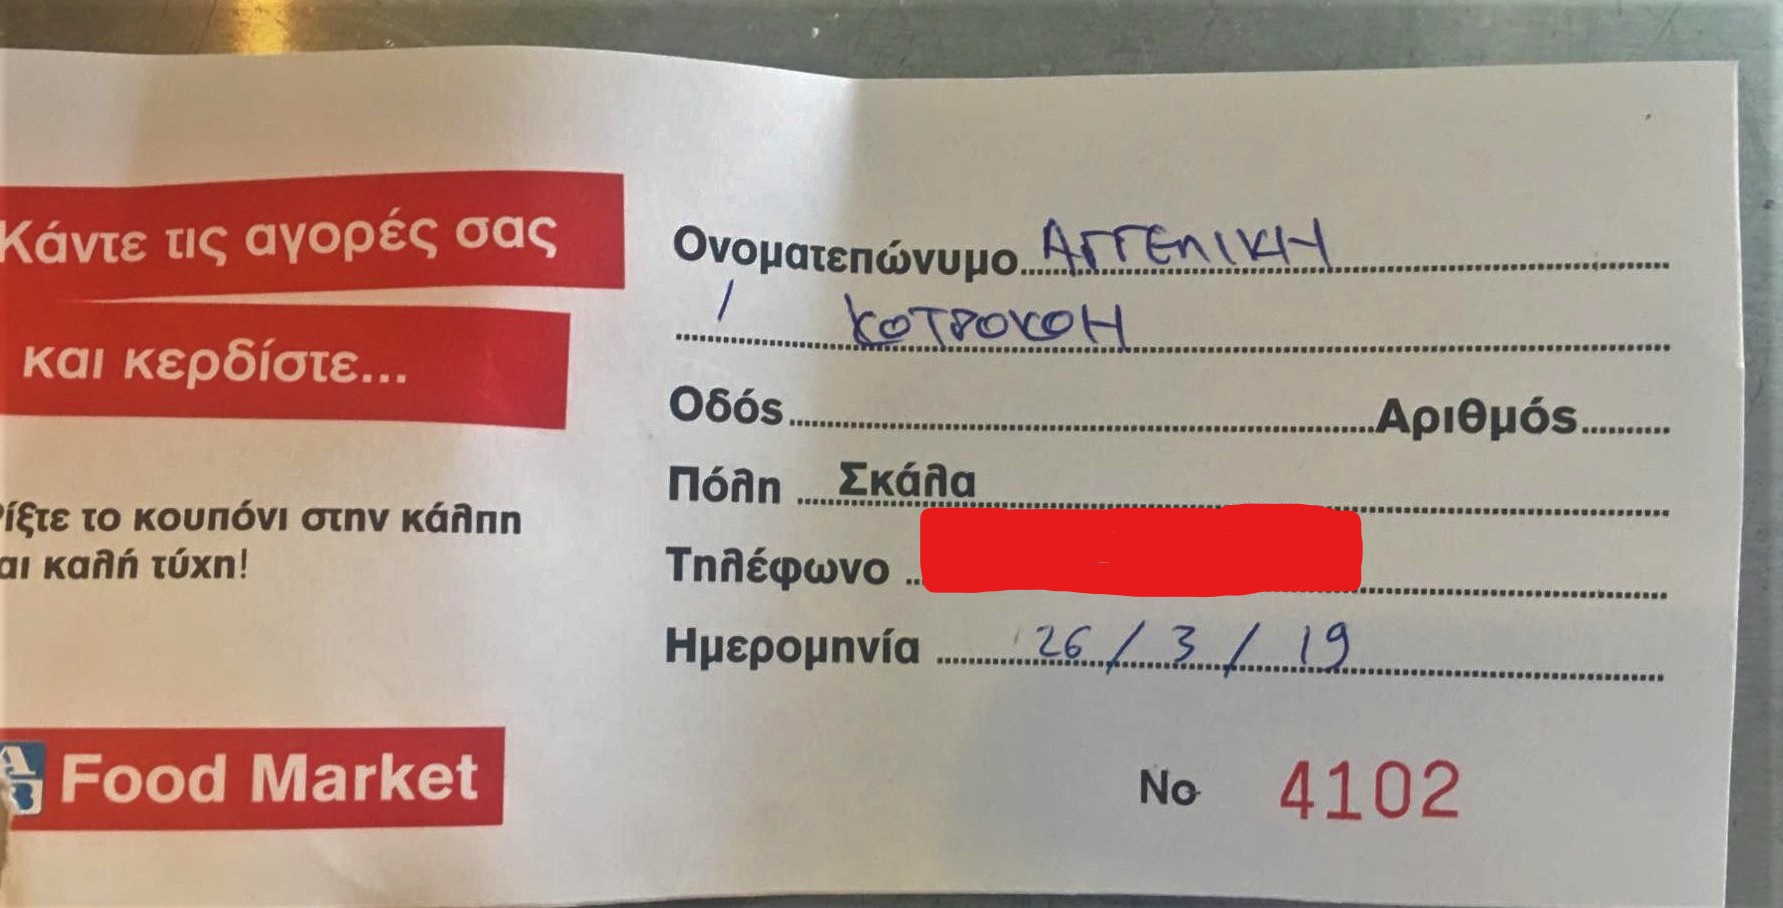 Κάντε τις αγορές σας
και κερδίστε...
ίξτε το κουπόνι στην κάλπη
αι καλή τύχη!
AB Food Market
Ονοματεπώνυμο ΑΓΓΕΛΙΚΗ
ΚΟΤΡΟΚΟΗ
Οδός Αριθμός
Πόλη Σκάλα
Τηλέφωνο
Ημερομηνία 26/3/19
No 4102